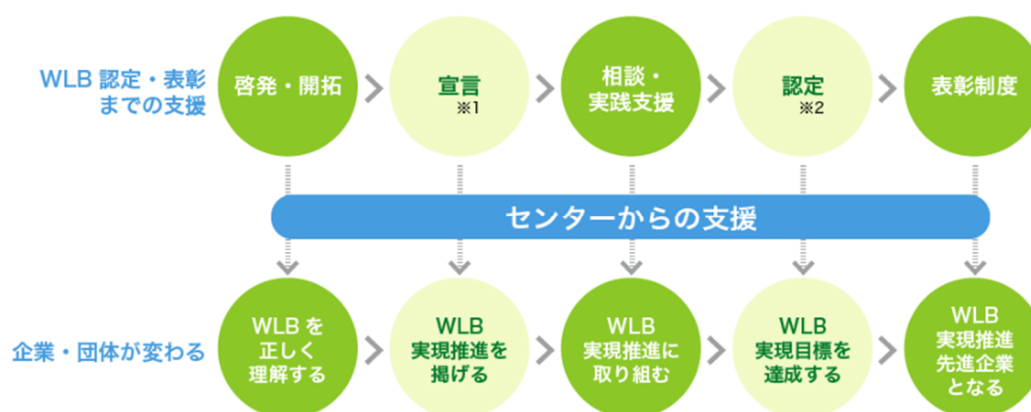 WLB 認定・表彰
までの支援
啓発・開拓
宣言
※1
相談・
実践支援
認定
※2
表彰制度
センターからの支援
企業・団体が変わる
WLBを
正しく
理解する
WLB
実現推進を
掲げる
WLB
実現推進に
取り組む
WLB
実現目標を
達成する
WLB
実現推進
先進企業
となる